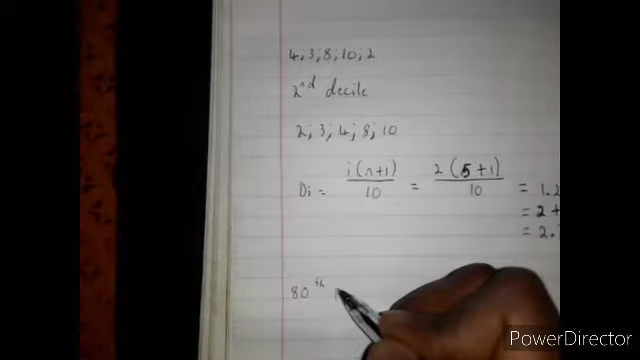 4; 3; 8; 10; 2
2nd decile
2; 3; 4; 8; 10
Di = i(n+1)/10 = 2(5+1)/10 = 1.2
= 2 +
= 2.
80th
PowerDirector